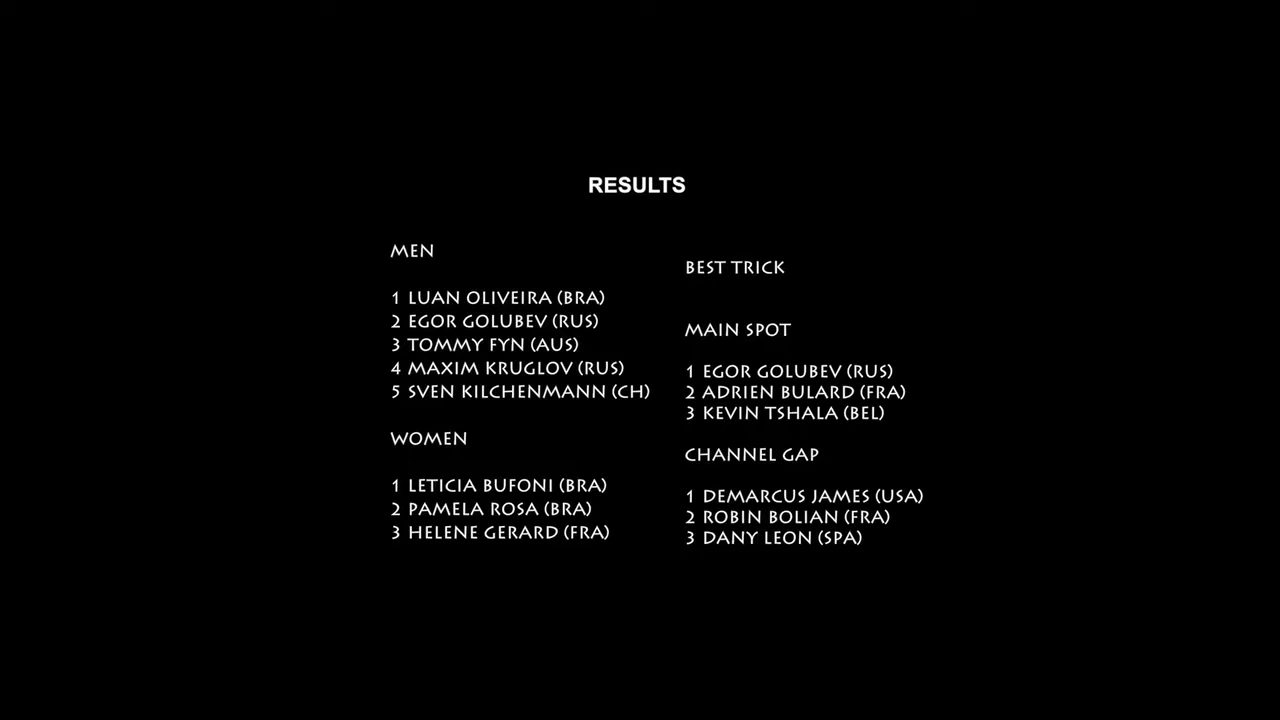 RESULTS
MEN
1 LUAN OLIVEIRA (BRA)
2 EGOR GOLUBEV (RUS)
3 TOMMY FYN (AUS)
4 MAXIM KRUGLOV (RUS)
5 SVEN KILCHENMANN (CH)
WOMEN
1 LETICIA BUFONI (BRA)
2 PAMELA ROSA (BRA)
3 HELENE GERARD (FRA)
BEST TRICK
MAIN SPOT
1 EGOR GOLUBEV (RUS)
2 ADRIEN BULARD (FRA)
3 KEVIN TSHALA (BEL)
CHANNEL GAP
1 DEMARCUS JAMES (USA)
2 ROBIN BOLIAN (FRA)
3 DANY LEON (SPA)